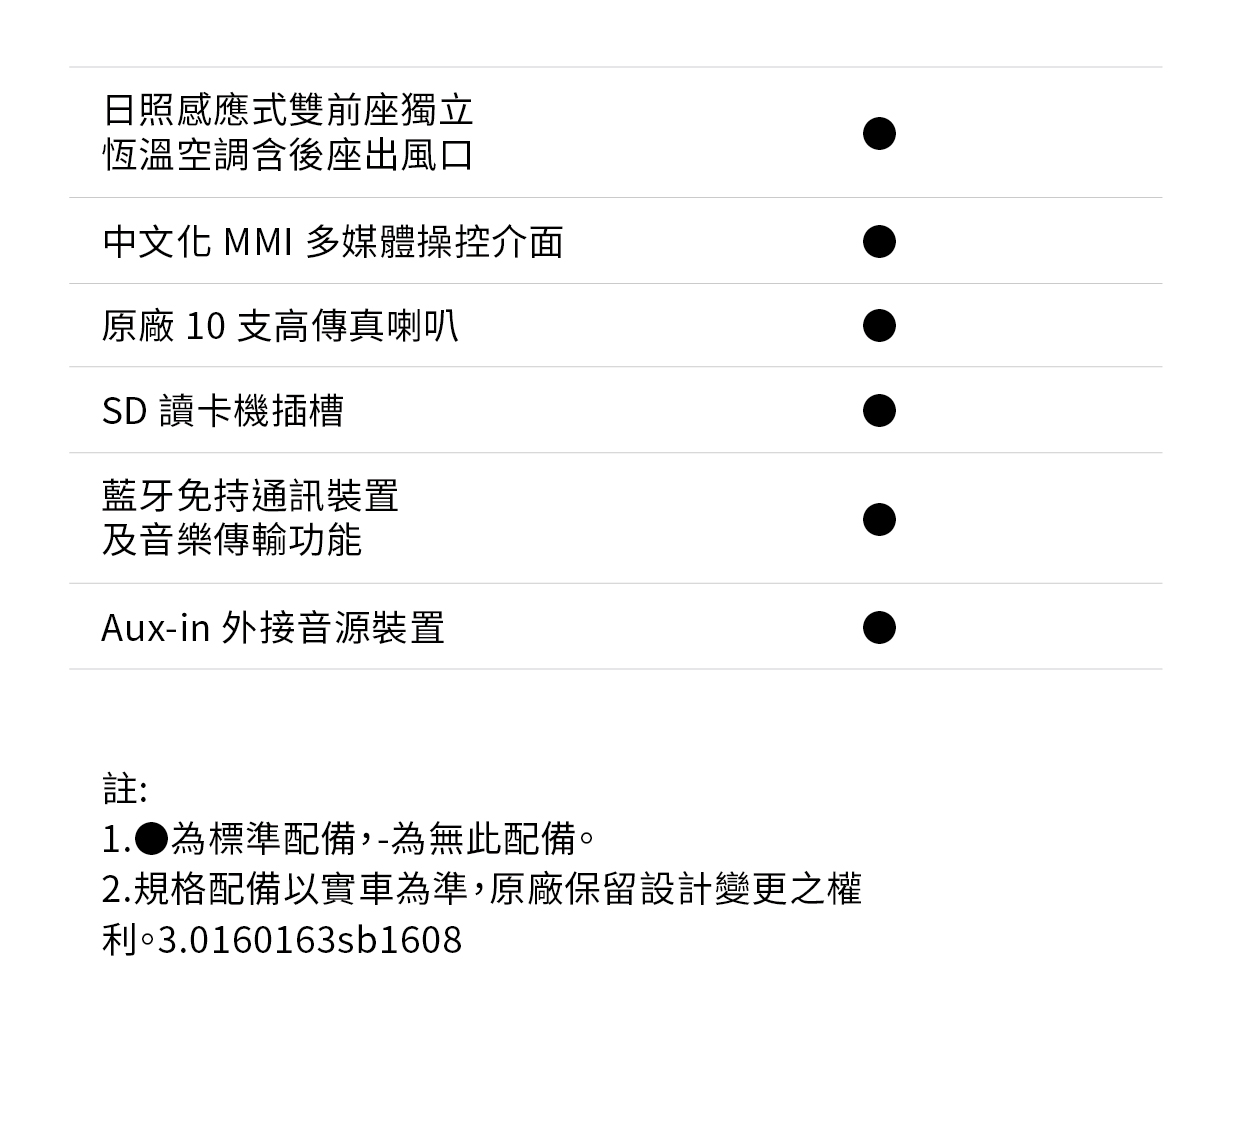 日照感應式雙前座獨立
恆溫空調含後座出風口
●
中文化 MMI 多媒體操控介面 ●
原廠 10 支高傳真喇叭 ●
SD 讀卡機插槽 ●
藍牙免持通訊裝置
及音樂傳輸功能
●
Aux-in 外接音源裝置 ●
註:
1.●為標準配備，-為無此配備。
2.規格配備以實車為準，原廠保留設計變更之權
利。3.0160163sb1608